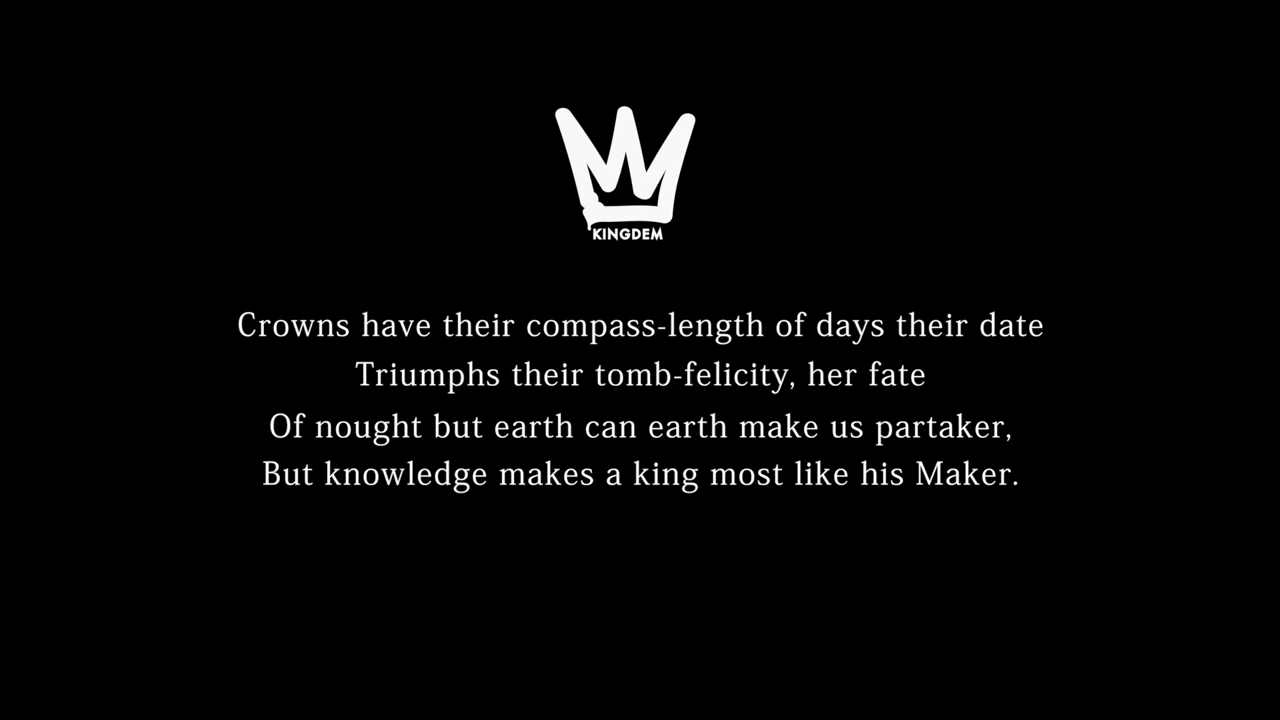 KINGDEM
Crowns have their compass-length of days their date
Triumphs their tomb-felicity, her fate
Of nought but earth can earth make us partaker,
But knowledge makes a king most like his Maker.